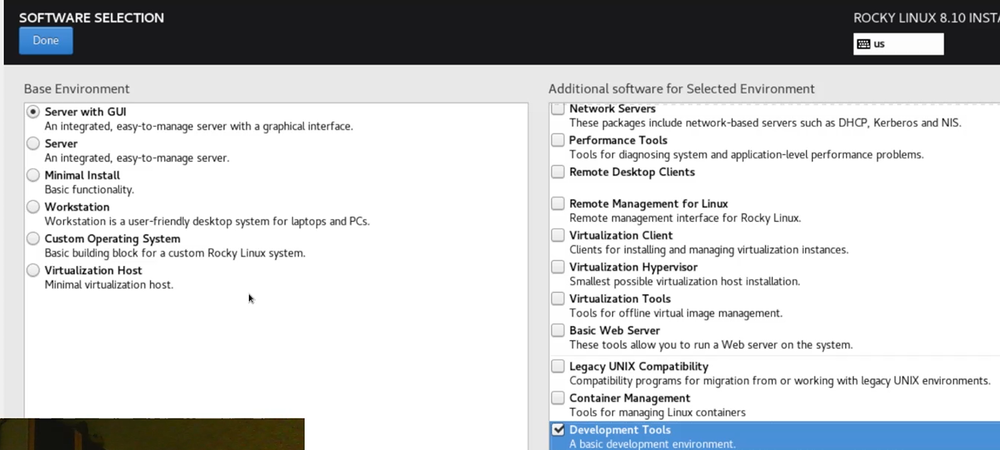 SOFTWARE SELECTION
ROCKY LINUX 8.10 INSTA
Done
us
Base Environment
Server with GUI
An integrated, easy-to-manage server with a graphical interface.
Server
An integrated, easy-to-manage server.
Minimal Install
Basic functionality.
Workstation
Workstation is a user-friendly desktop system for laptops and PCs.
Custom Operating System
Basic building block for a custom Rocky Linux system.
Virtualization Host
Minimal virtualization host.
Additional software for Selected Environment
Network Servers
These packages include network-based servers such as DHCP, Kerberos and NIS.
Performance Tools
Tools for diagnosing system and application-level performance problems.
Remote Desktop Clients
Remote Management for Linux
Remote management interface for Rocky Linux.
Virtualization Client
Clients for installing and managing virtualization instances.
Virtualization Hypervisor
Smallest possible virtualization host installation.
Virtualization Tools
Tools for offline virtual image management.
Basic Web Server
These tools allow you to run a Web server on the system.
Legacy UNIX Compatibility
Compatibility programs for migration from or working with legacy UNIX environments.
Container Management
Tools for managing Linux containers
Development Tools
A basic development environment.